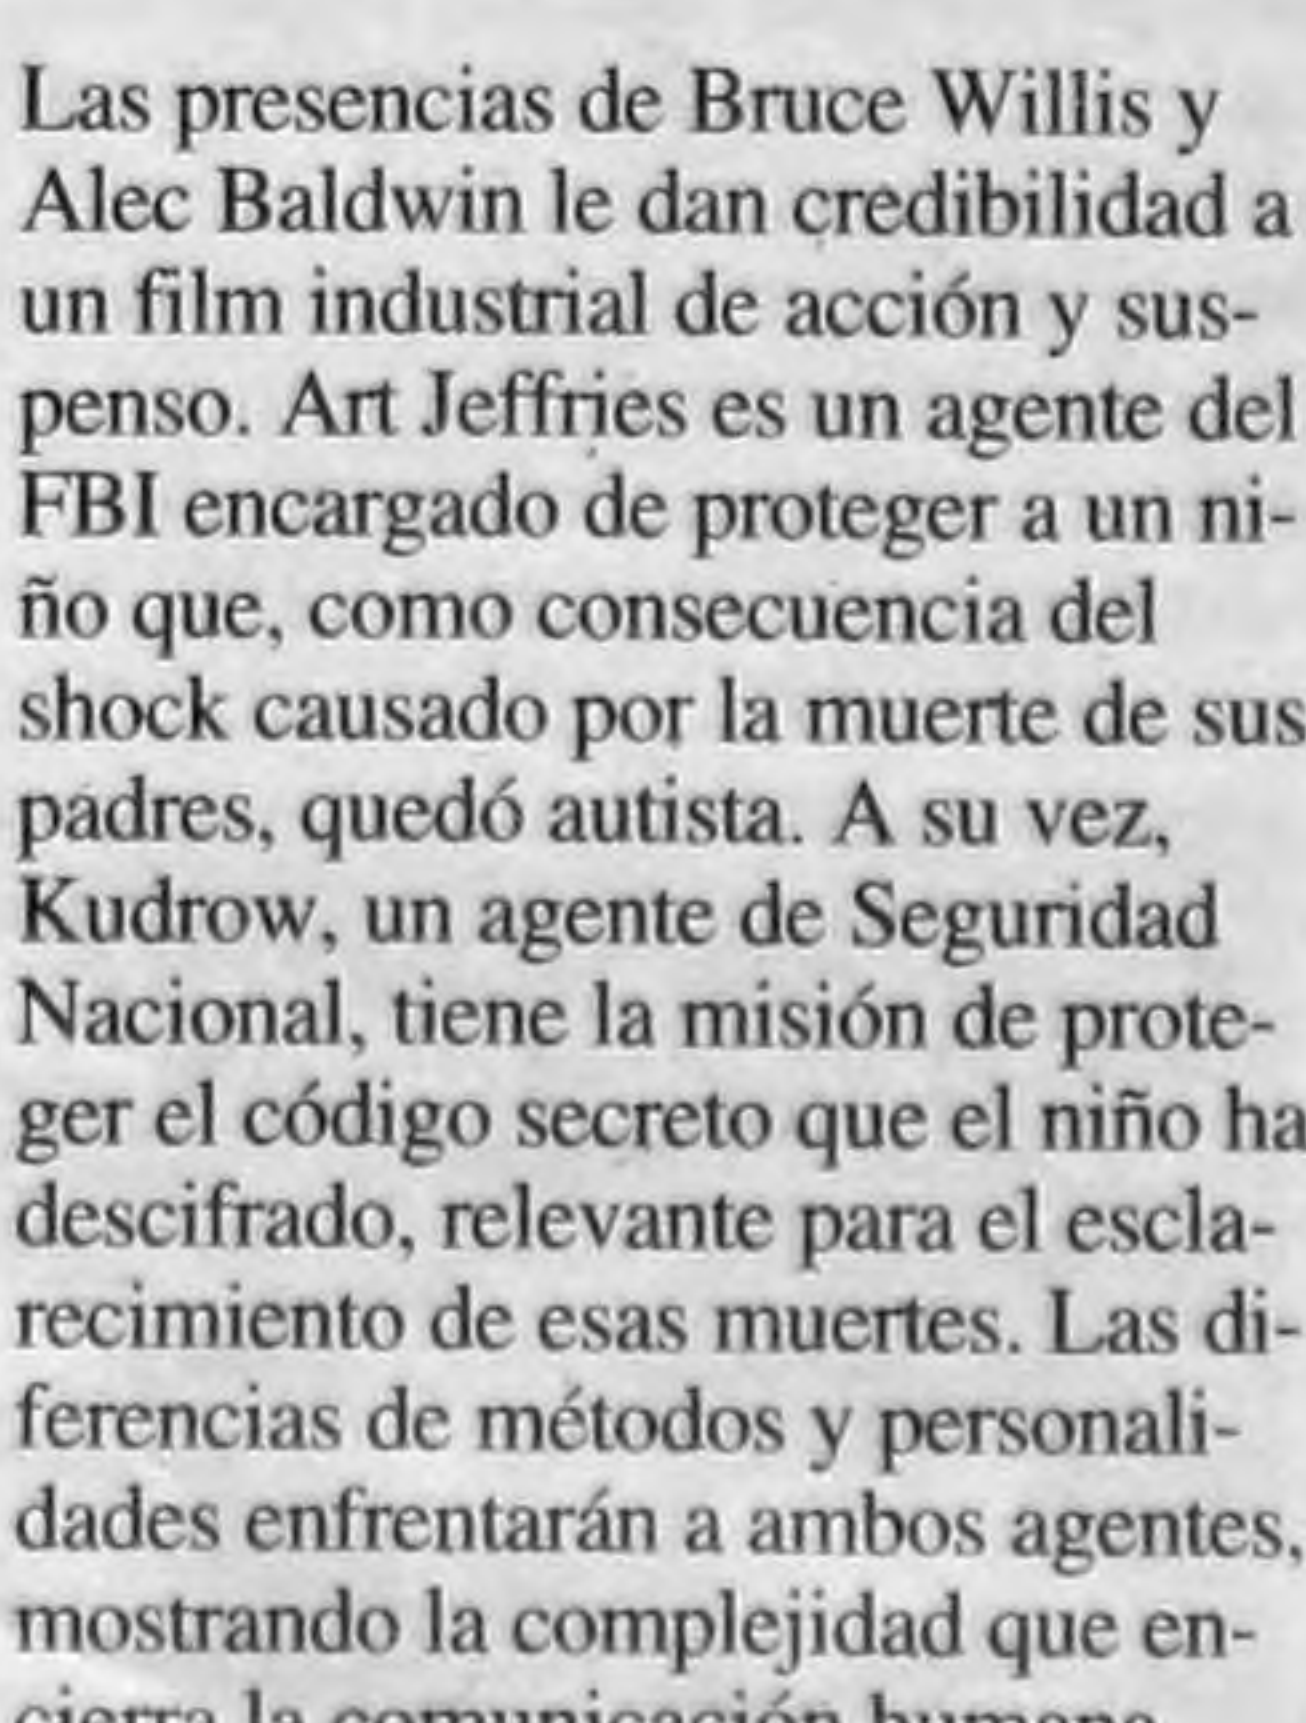 Las presencias de Bruce Willis y
Alec Baldwin le dan credibilidad a
un film industrial de acción y sus-
penso. Art Jeffries es un agente del
FBI encargado de proteger a un ni-
ño que, como consecuencia del
shock causado por la muerte de sus
padres, quedó autista. A su vez,
Kudrow, un agente de Seguridad
Nacional, tiene la misión de prote-
ger el código secreto que el niño ha
descifrado, relevante para el escla-
recimiento de esas muertes. Las di-
ferencias de métodos y personali-
dades enfrentarán a ambos agentes,
mostrando la complejidad que en-
cierra la comunicación humana